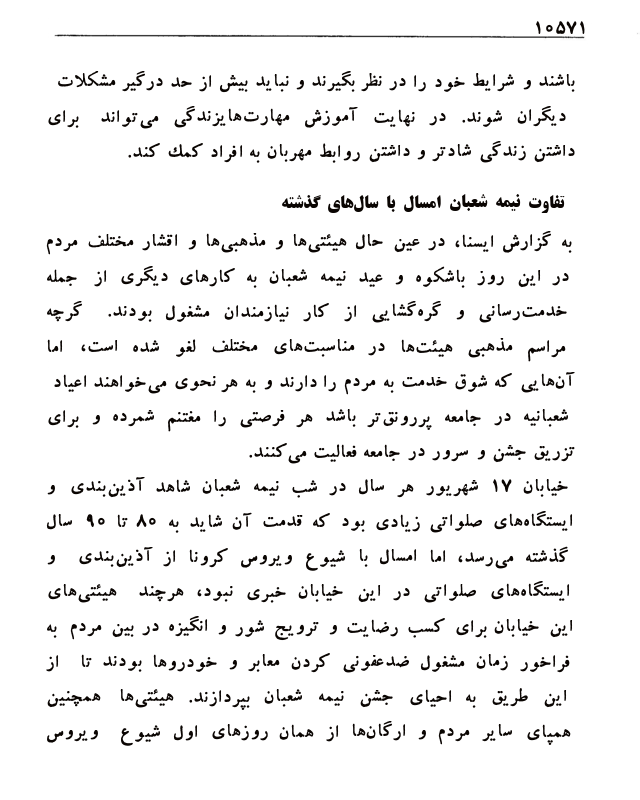 ۱۰۵۷۱
باشند و شرایط خود را در نظر بگیرند و نباید بیش از حد درگیر مشکلات
دیگران شوند. در نهایت آموزش مهارت‌هایزندگی می‌تواند برای
داشتن زندگی شادتر و داشتن روابط مهربان به افراد کمك کند.
تفاوت نیمه شعبان امسال با سال‌های گذشته
به گزارش ایسنا، در عین حال هیئتی‌ها و مذهبی‌ها و اقشار مختلف مردم
در این روز باشکوه و عید نیمه شعبان به کارهای دیگری از جمله
خدمت‌رسانی و گره‌گشایی از کار نیازمندان مشغول بودند. گرچه
مراسم مذهبی هیئت‌ها در مناسبت‌های مختلف لغو شده است، اما
آن‌هایی که شوق خدمت به مردم را دارند و به هر نحوی می‌خواهند اعیاد
شعبانیه در جامعه پررونق‌تر باشد هر فرصتی را مغتنم شمرده و برای
تزریق جشن و سرور در جامعه فعالیت می‌کنند.
خیابان ۱۷ شهریور هر سال در شب نیمه شعبان شاهد آذین‌بندی و
ایستگاه‌های صلواتی زیادی بود که قدمت آن شاید به ۸۰ تا ۹۰ سال
گذشته می‌رسد، اما امسال با شیوع ویروس کرونا از آذین‌بندی و
ایستگاه‌های صلواتی در این خیابان خبری نبود، هرچند هیئتی‌های
این خیابان برای کسب رضایت و ترویج شور و انگیزه در بین مردم به
فراخور زمان مشغول ضدعفونی کردن معابر و خودروها بودند تا از
این طریق به احیای جشن نیمه شعبان بپردازند. هیئتی‌ها همچنین
همپای سایر مردم و ارگان‌ها از همان روزهای اول شیوع ویروس